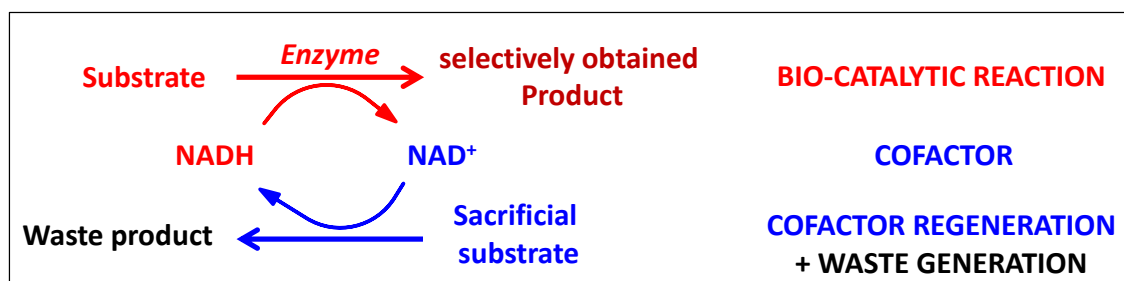 Enzyme
Substrate
selectively obtained
Product
BIO-CATALYTIC REACTION
NADH
NAD⁺
COFACTOR
Waste product
Sacrificial
substrate
COFACTOR REGENERATION
+ WASTE GENERATION